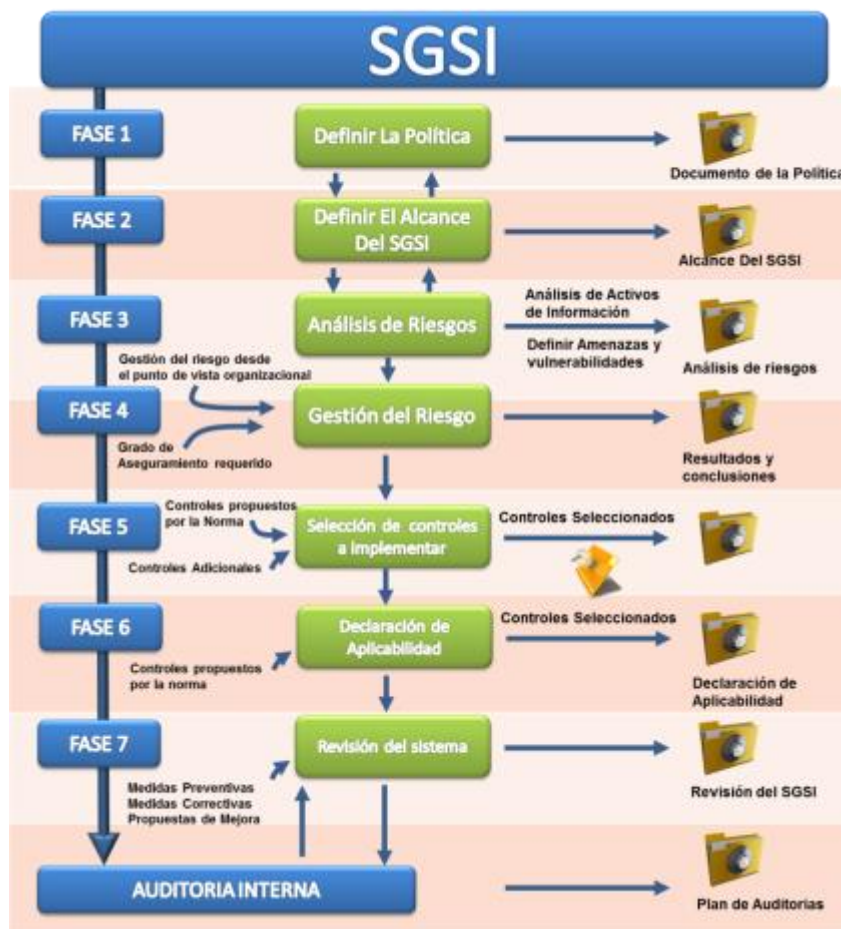 SGSI
FASE 1
Definir La Política
Documento de la Política
FASE 2
Definir El Alcance
Del SGSI
Alcance Del SGSI
FASE 3
Análisis de Riesgos
Análisis de Activos
de Información
Definir Amenazas y
vulnerabilidades
Análisis de riesgos
Gestión del riesgo desde
el punto de vista organizacional
FASE 4
Gestión del Riesgo
Grado de
Aseguramiento requerido
Resultados y
conclusiones
FASE 5
Controles propuestos
por la Norma
Controles Adicionales
Selección de controles
a Implementar
Controles Seleccionados
FASE 6
Declaración de
Aplicabilidad
Controles Seleccionados
Controles propuestos
por la norma
Declaración de
Aplicabilidad
FASE 7
Revisión del sistema
Revisión del SGSI
Medidas Preventivas
Medidas Correctivas
Propuestas de Mejora
AUDITORIA INTERNA
Plan de Auditorias